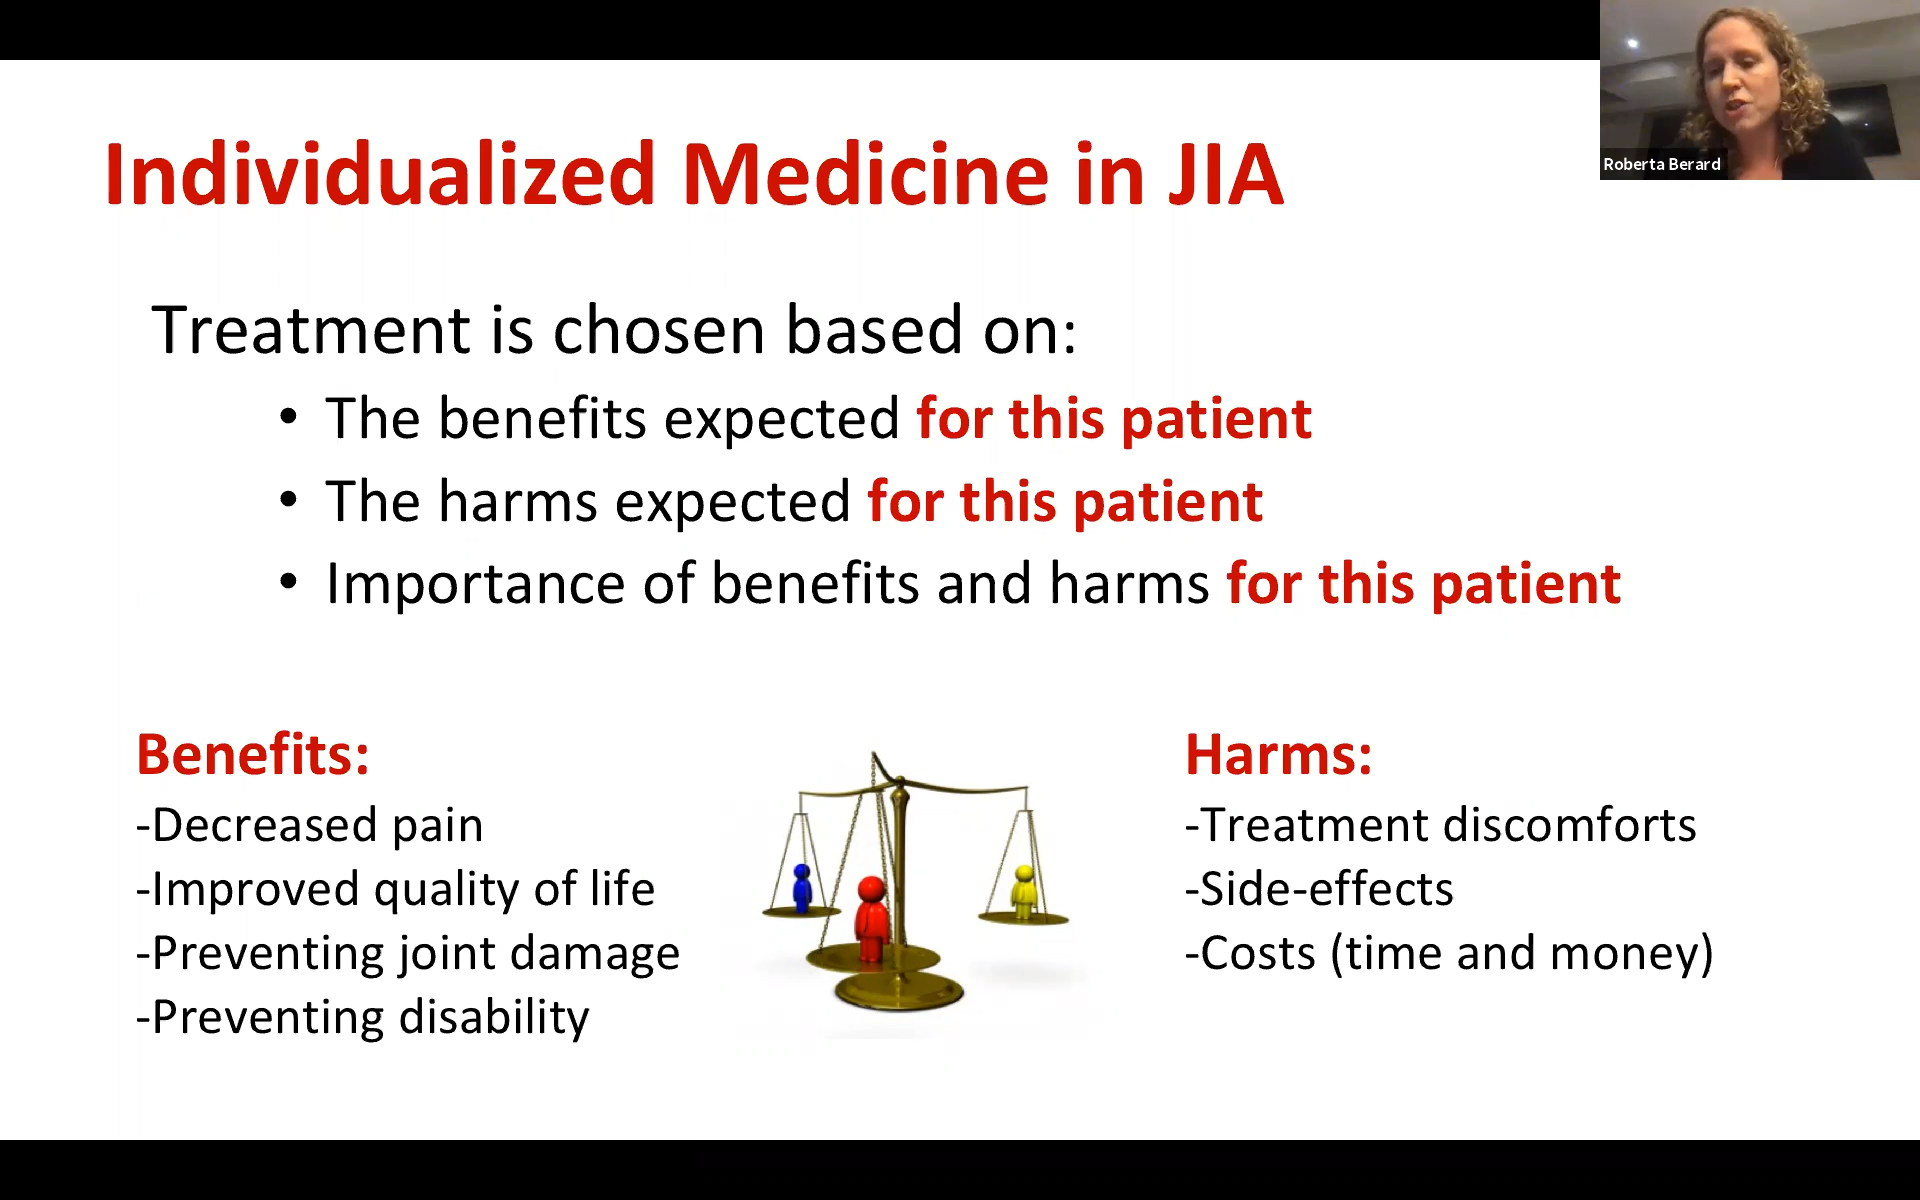 Individualized Medicine in JIA
Roberta Berard
Treatment is chosen based on:
• The benefits expected for this patient
• The harms expected for this patient
• Importance of benefits and harms for this patient
Benefits:
-Decreased pain
-Improved quality of life
-Preventing joint damage
-Preventing disability
Harms:
-Treatment discomforts
-Side-effects
-Costs (time and money)